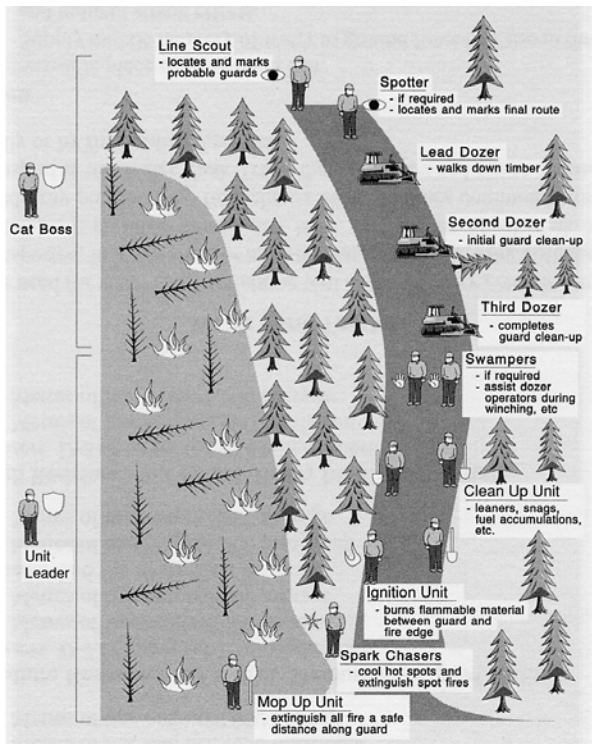 Line Scout
- locates and marks
probable guards
Spotter
- if required
- locates and marks final route
Lead Dozer
- walks down timber
Cat Boss
Second Dozer
- initial guard clean-up
Third Dozer
- completes
guard clean-up
Swampers
- if required
- assist dozer
operators during
winching, etc
Clean Up Unit
- leaners, snags,
fuel accumulations,
etc.
Unit
Leader
Ignition Unit
- burns flammable material
between guard and
fire edge
Spark Chasers
- cool hot spots and
extinguish spot fires
Mop Up Unit
- extinguish all fire a safe
distance along guard